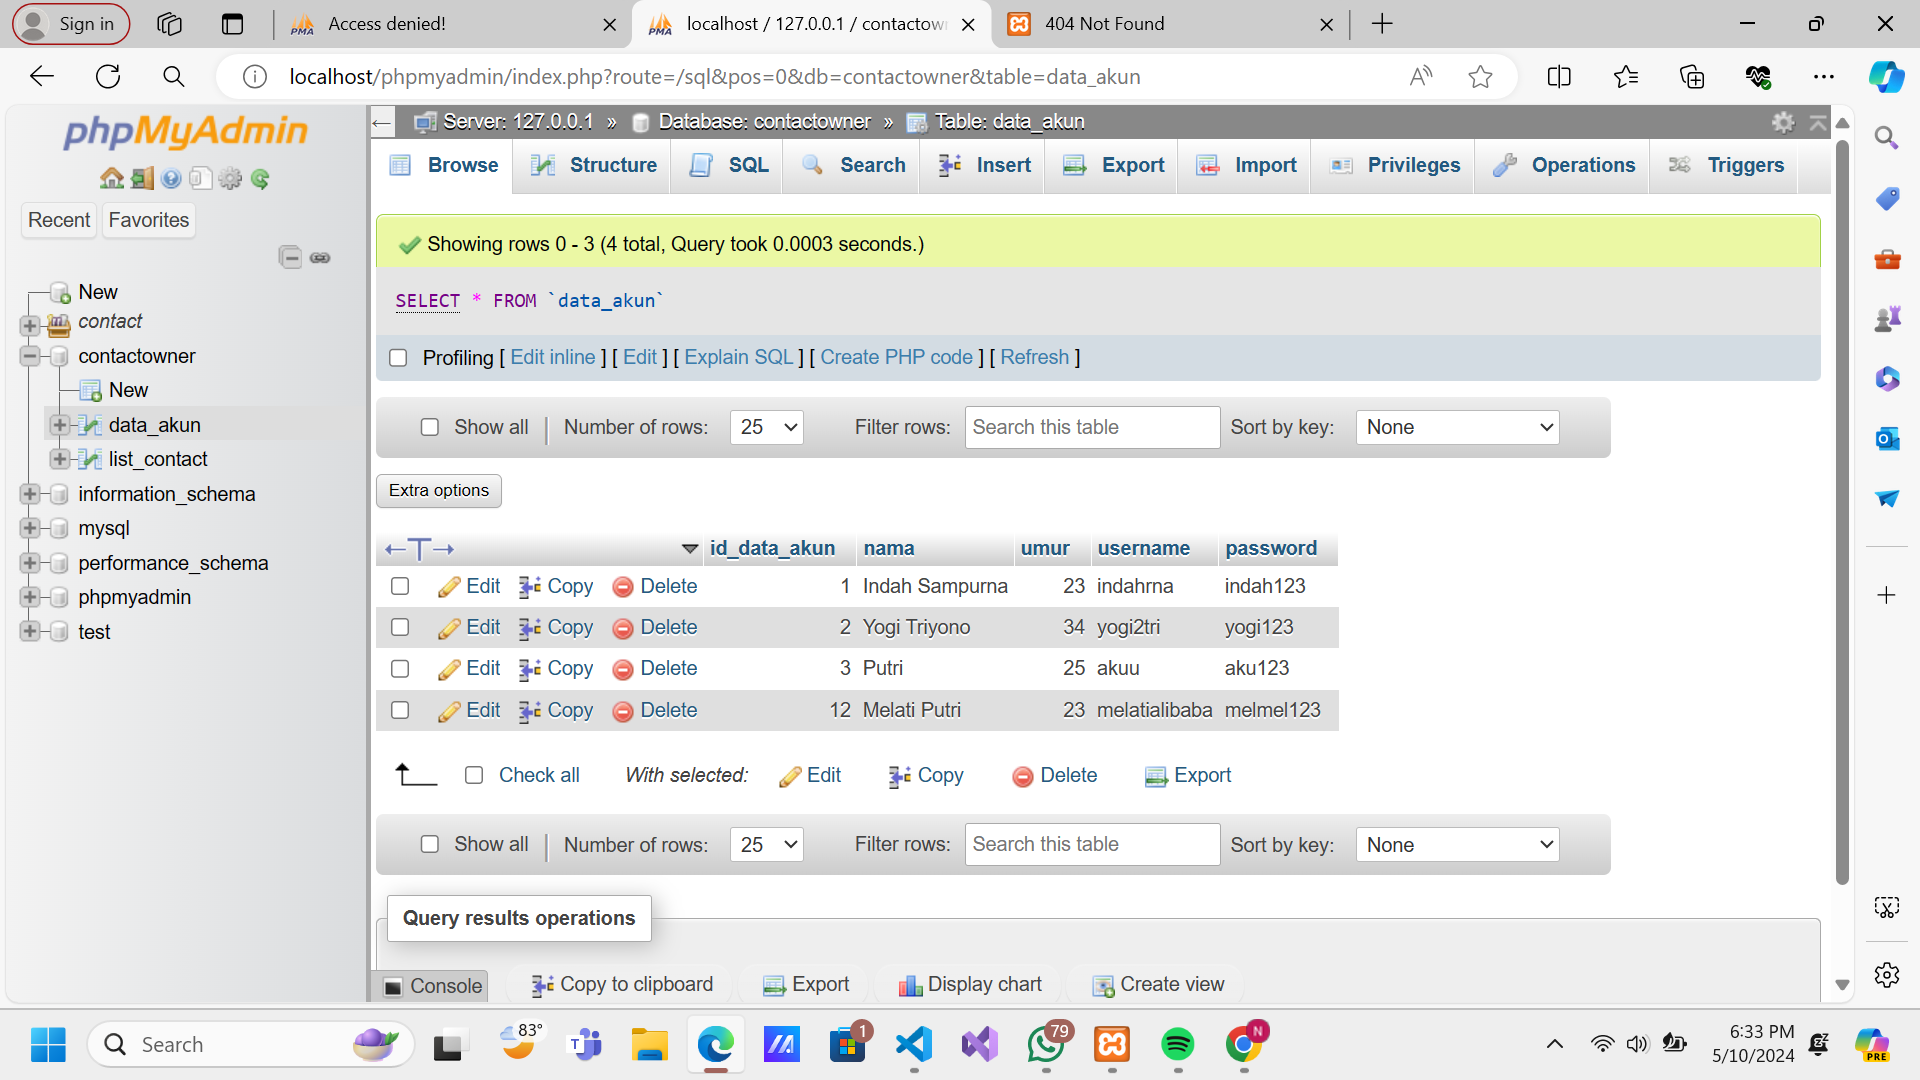 Sign in
Access denied!
localhost / 127.0.0.1 / contactown
404 Not Found
localhost/phpmyadmin/index.php?route=/sql&pos=0&db=contactowner&table=data_akun
phpMyAdmin
Recent Favorites
New
contact
contactowner
New
data_akun
list_contact
information_schema
mysql
performance_schema
phpmyadmin
test
Server: 127.0.0.1 » Database: contactowner » Table: data_akun
Browse Structure SQL Search Insert Export Import Privileges Operations Triggers
Showing rows 0 - 3 (4 total, Query took 0.0003 seconds.)
SELECT * FROM `data_akun`
Profiling [ Edit inline ] [ Edit ] [ Explain SQL ] [ Create PHP code ] [ Refresh ]
Show all Number of rows: 25 Filter rows: Search this table Sort by key: None
Extra options
←T→ id_data_akun nama umur username password
Edit Copy Delete 1 Indah Sampurna 23 indahrna indah123
Edit Copy Delete 2 Yogi Triyono 34 yogi2tri yogi123
Edit Copy Delete 3 Putri 25 akuu aku123
Edit Copy Delete 12 Melati Putri 23 melatialibaba melmel123
Check all With selected: Edit Copy Delete Export
Show all Number of rows: 25 Filter rows: Search this table Sort by key: None
Query results operations
Console Copy to clipboard Export Display chart Create view
Search
83°
1
79
N
6:33 PM
5/10/2024
PRE